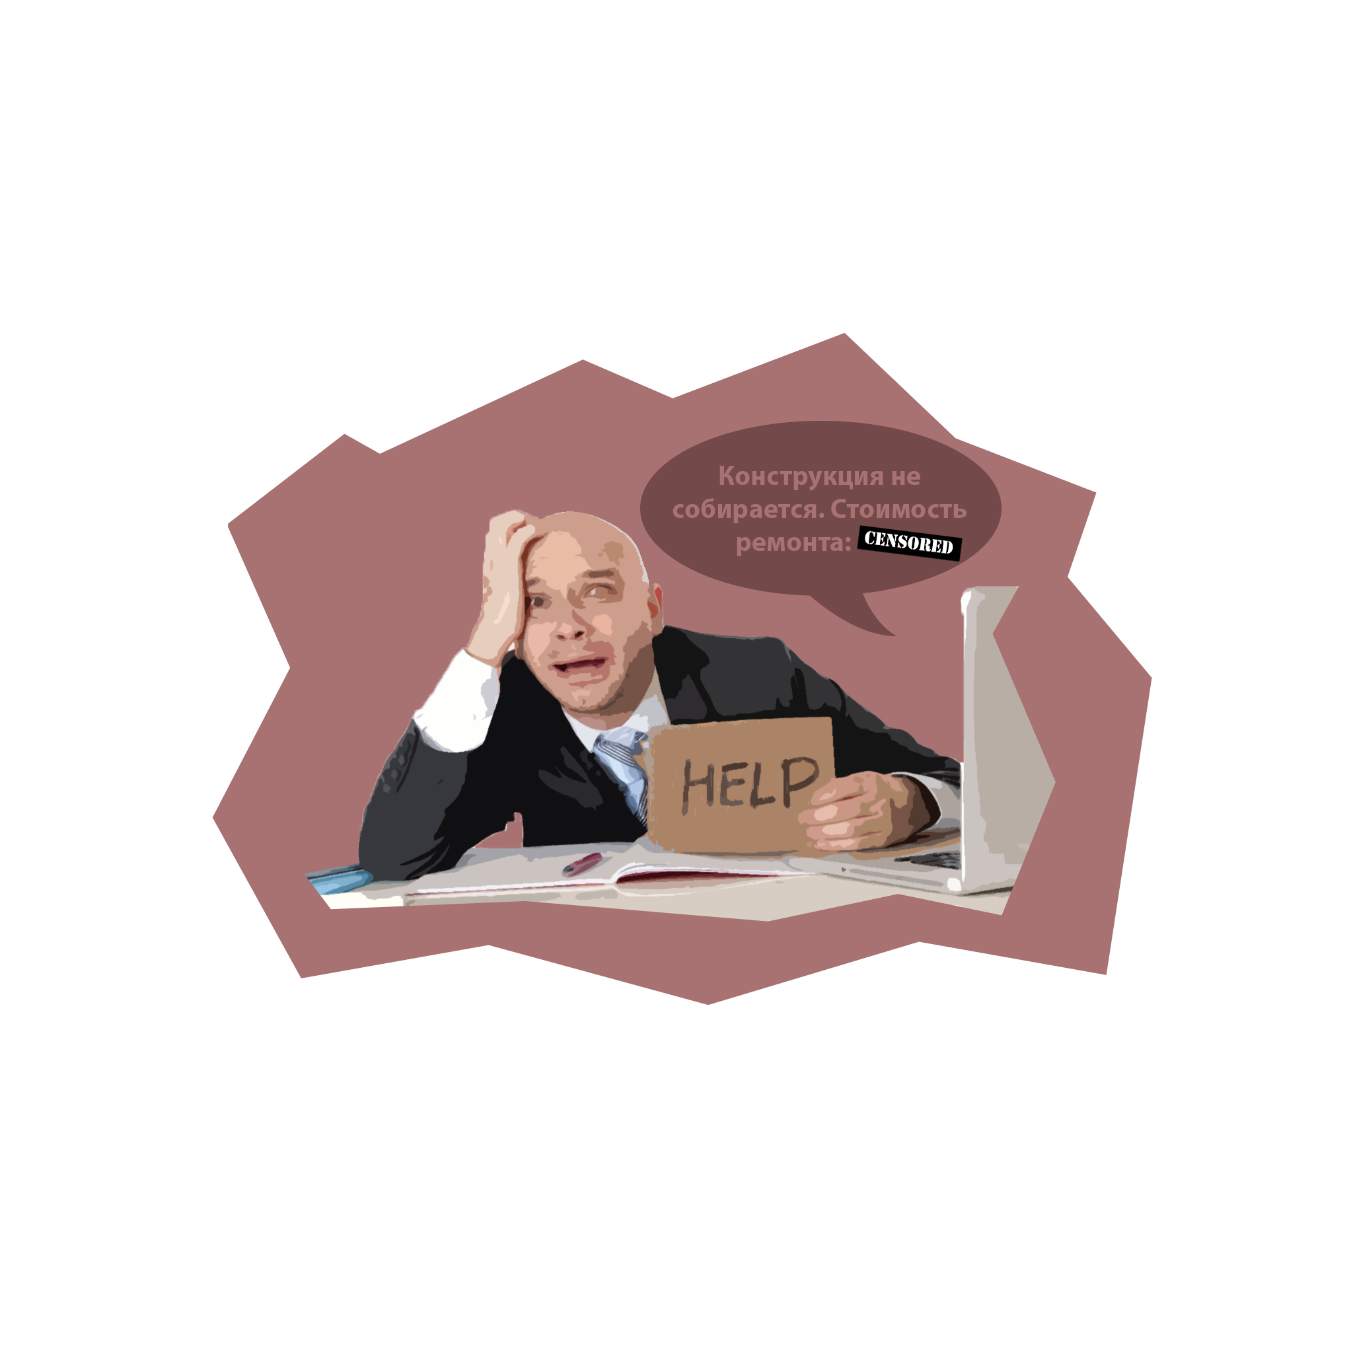 Конструкция не
собирается. Стоимость
ремонта: CENSORED
HELP